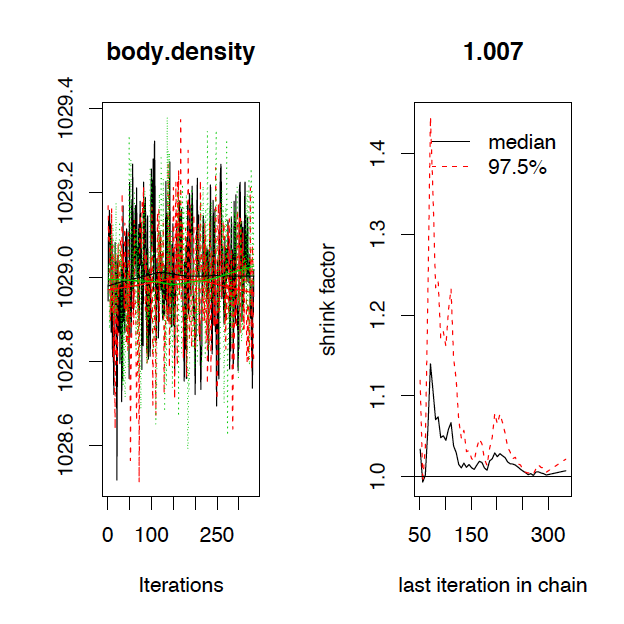 body.density
1029.4
1029.2
1029.0
1028.8
1028.6
0 100 250
Iterations
1.007
shrink factor
1.4
1.3
1.2
1.1
1.0
median
97.5%
50 150 300
last iteration in chain